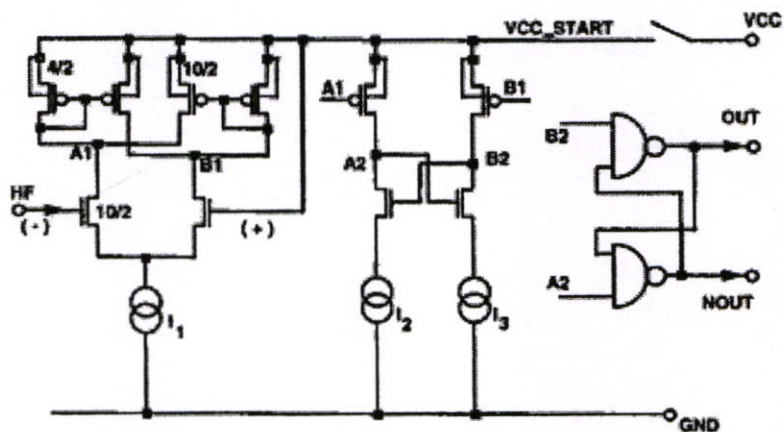 VCC_START
VCC
4/2
10/2
A1
B1
B2
OUT
A1
B1
A2
B2
HF
(-)
10/2
(+)
A2
NOUT
I1
I2
I3
GND